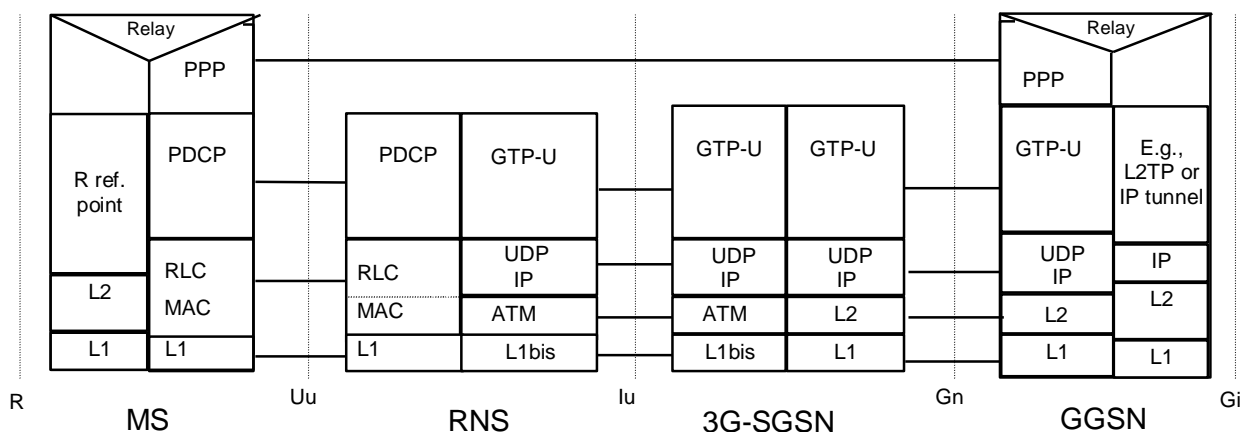 Relay
Relay
PPP
PPP
R ref.
point
PDCP
PDCP
GTP-U
GTP-U
GTP-U
GTP-U
E.g.,
L2TP or
IP tunnel
L2
RLC
MAC
RLC
MAC
UDP
IP
ATM
UDP
IP
ATM
UDP
IP
L2
UDP
IP
L2
IP
L2
L1
L1
L1
L1bis
L1bis
L1
L1
L1
R
Uu
Iu
Gn
Gi
MS
RNS
3G-SGSN
GGSN